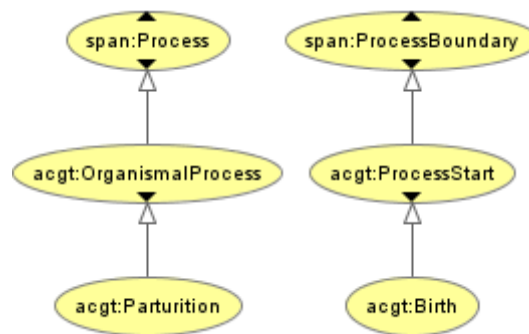 span:Process
span:ProcessBoundary
acgt:OrganismalProcess
acgt:ProcessStart
acgt:Parturition
acgt:Birth